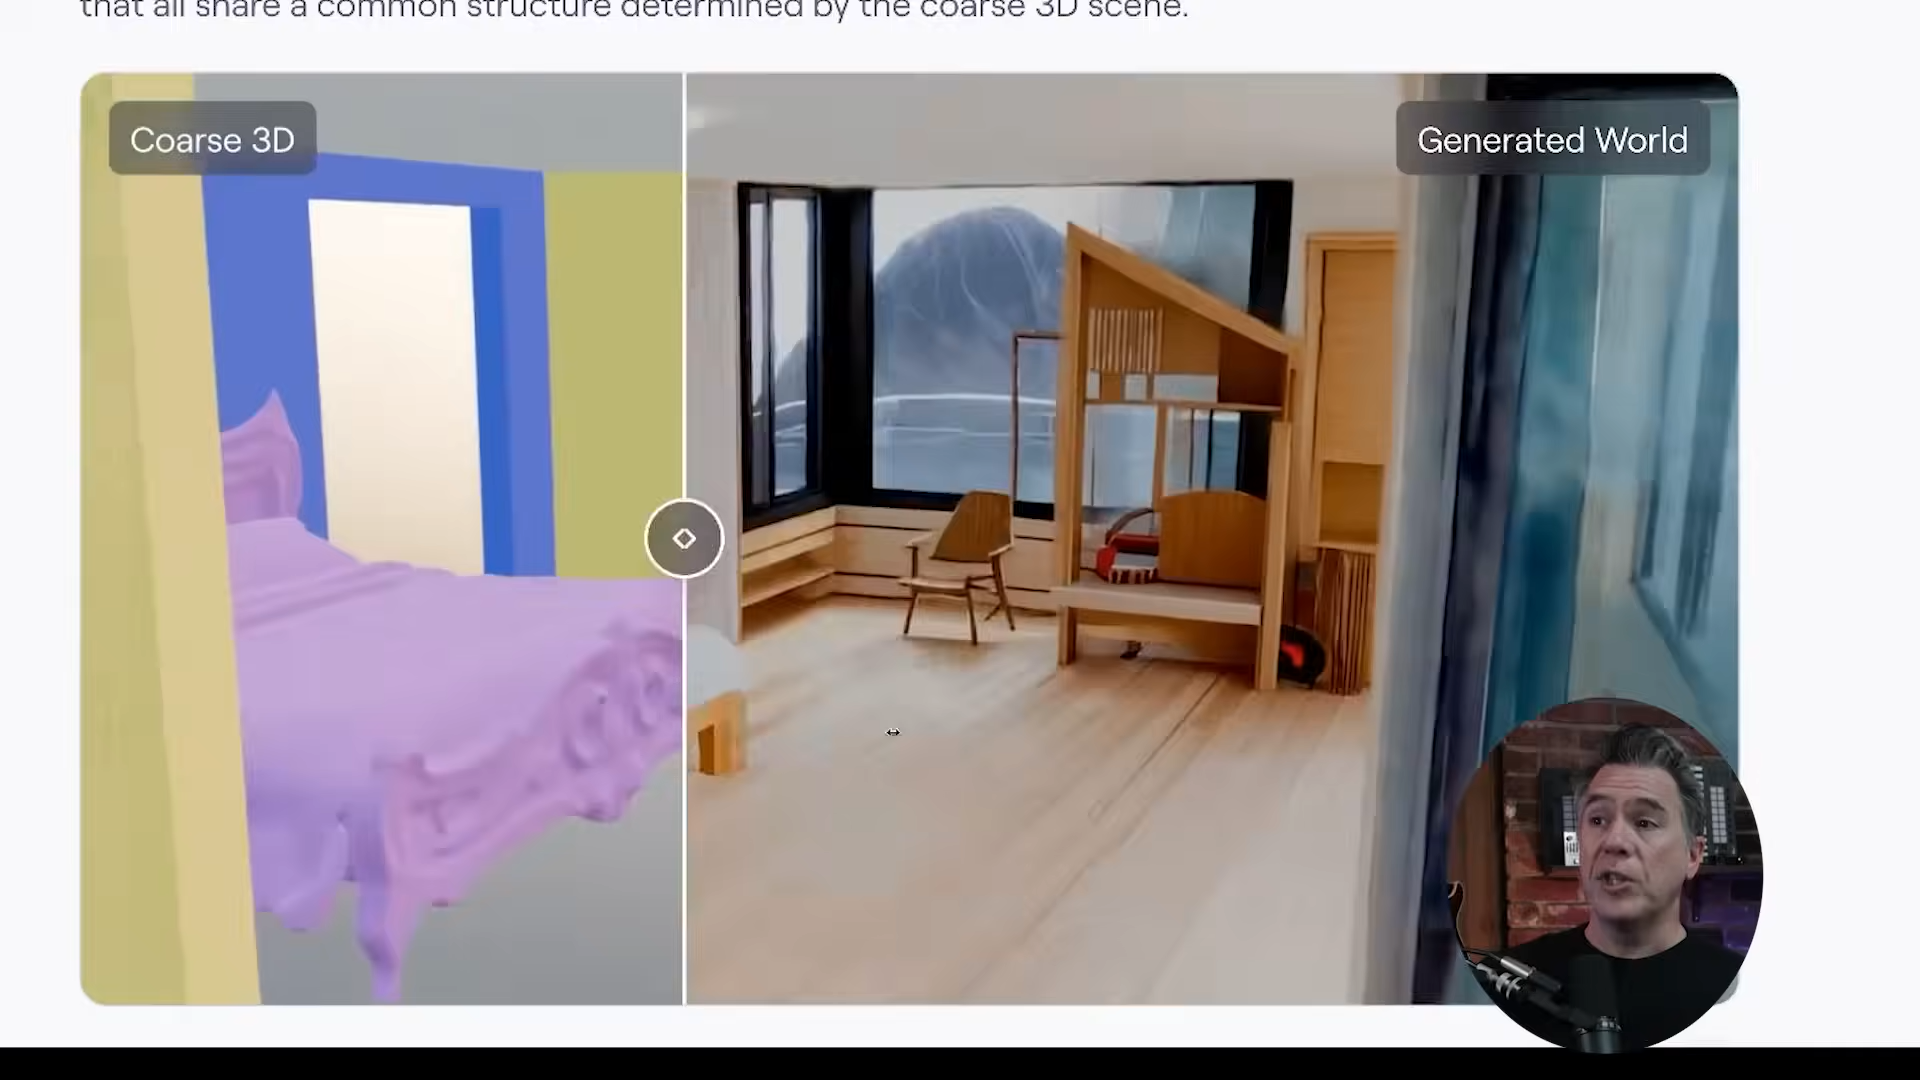 that all share a common structure determined by the coarse 3D scene.
Coarse 3D
Generated World